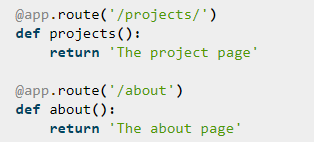 @app.route('/projects/')
def projects():
    return 'The project page'

@app.route('/about')
def about():
    return 'The about page'